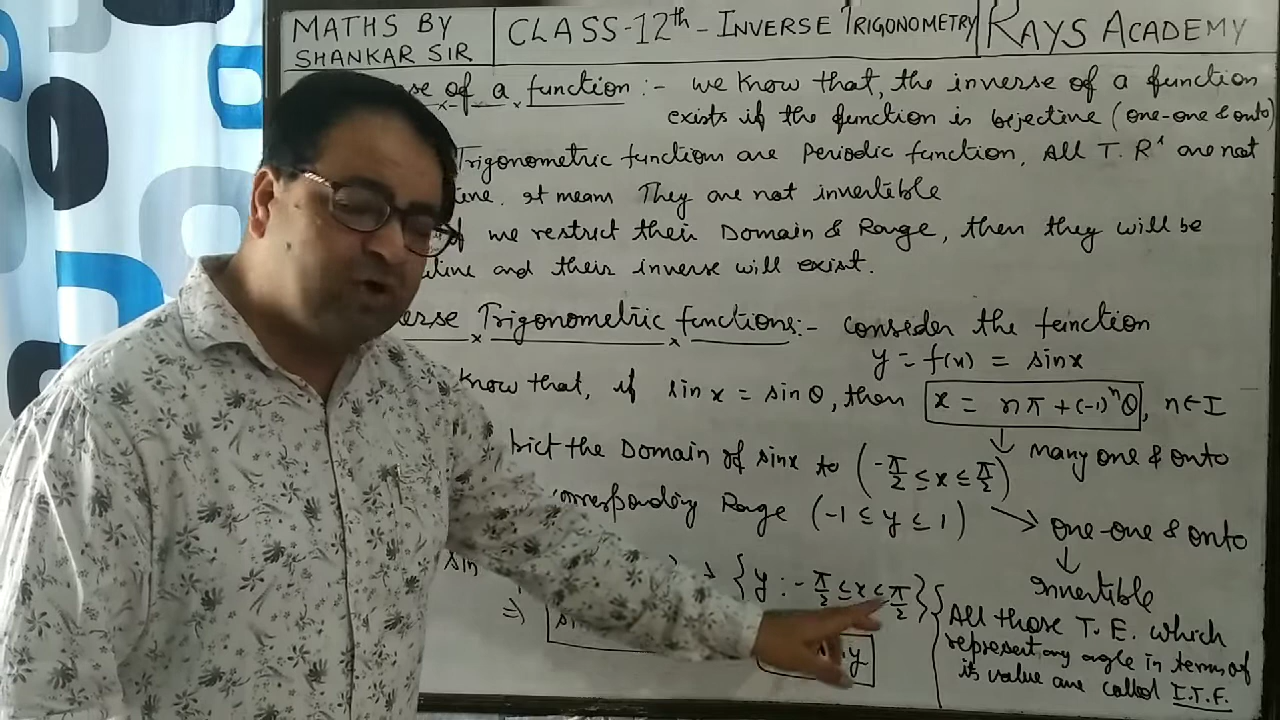 MATHS BY SHANKAR SIR
CLASS-12th - INVERSE TRIGONOMETRY
RAYS ACADEMY
of a function :- we know that, the inverse of a function
exists if the function is bejective (one-one & onto)
Trigonometric functions are Periodic function, All T. R^s are not
It means They are not invertible
we restrict their Domain & Range, then they will be
and their inverse will exist.
Trigonometric functions:- consider the function
y = f(x) = sinx
Know that, if sin x = sin θ, then x = nπ + (-1)^n θ, n∈I
the Domain of sinx to (-π/2 ≤ x ≤ π/2) many one & onto
Range (-1 ≤ y ≤ 1) → one-one & onto
sin → {y : -π/2 ≤ x ≤ π/2} Invertible
⇒ y
All those T. E. which
represent any angle in terms of
its value are called I.T.F.